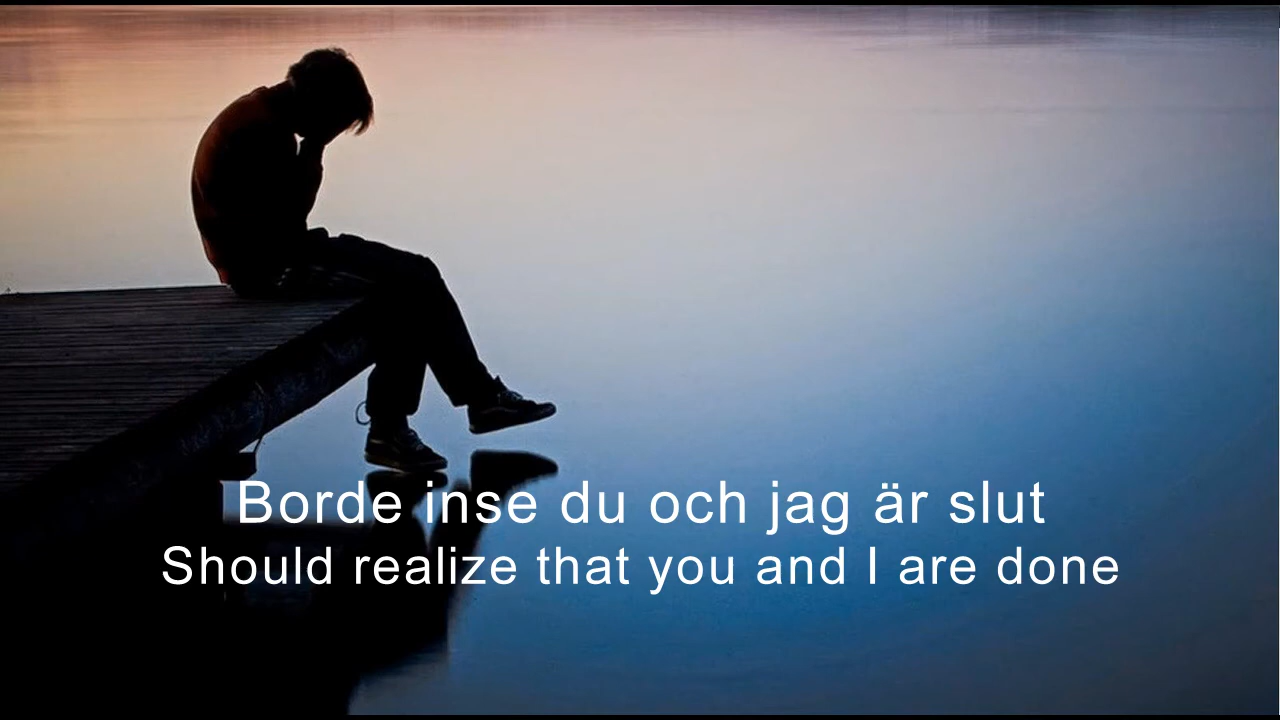 Borde inse du och jag är slut
Should realize that you and I are done